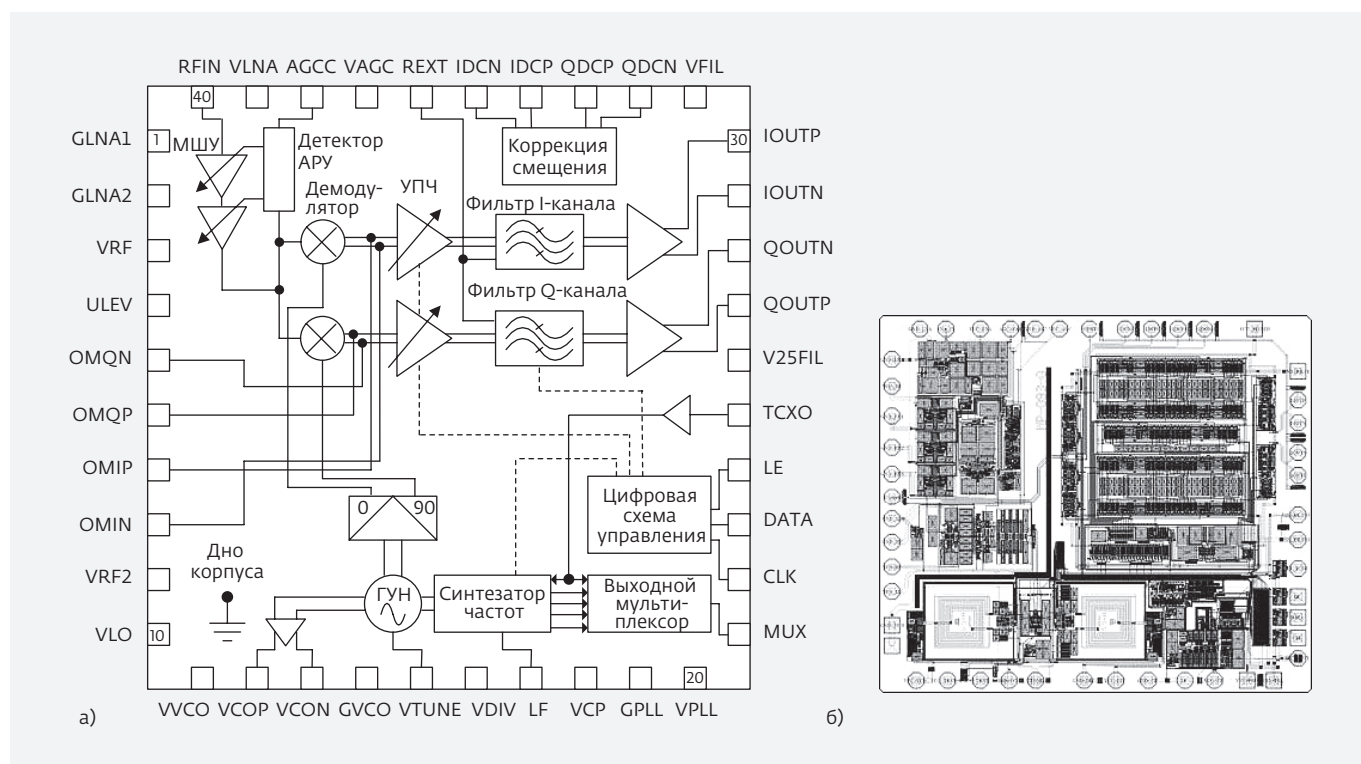 RFIN VLNA AGCC VAGC REXT IDCN IDCP QDCP QDCN VFIL
40
GLNA1
1
МШУ
Детектор
АРУ
Коррекция
смещения
30
IOUTP
GLNA2
Демоду-
лятор
УПЧ
Фильтр I-канала
IOUTN
VRF
QOUTN
ULEV
Фильтр Q-канала
QOUTP
OMQN
V25FIL
OMQP
TCXO
OMIP
LE
OMIN
0
90
Цифровая
схема
управления
DATA
Дно
корпуса
VRF2
CLK
ГУН
Синтезатор
частот
Выходной
мульти-
плексор
VLO
10
MUX
20
VVCO VCOP VCON GVCO VTUNE VDIV LF VCP GPLL VPLL
а)
б)